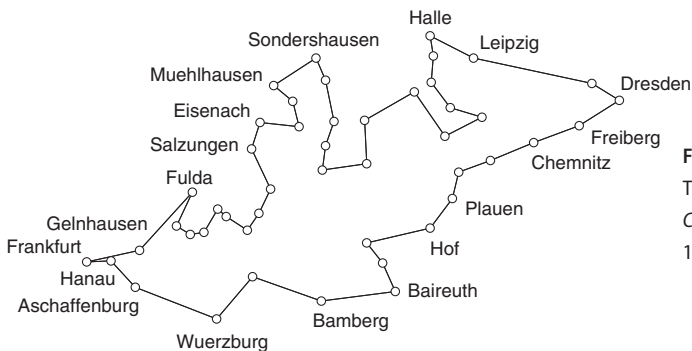 Halle
Sondershausen
Leipzig
Muehlhausen
Dresden
Eisenach
Freiberg
Salzungen
Chemnitz
Fulda
Plauen
Gelnhausen
Frankfurt
Hof
Hanau
Aschaffenburg
Baireuth
Bamberg
Wuerzburg
F
T
C
1